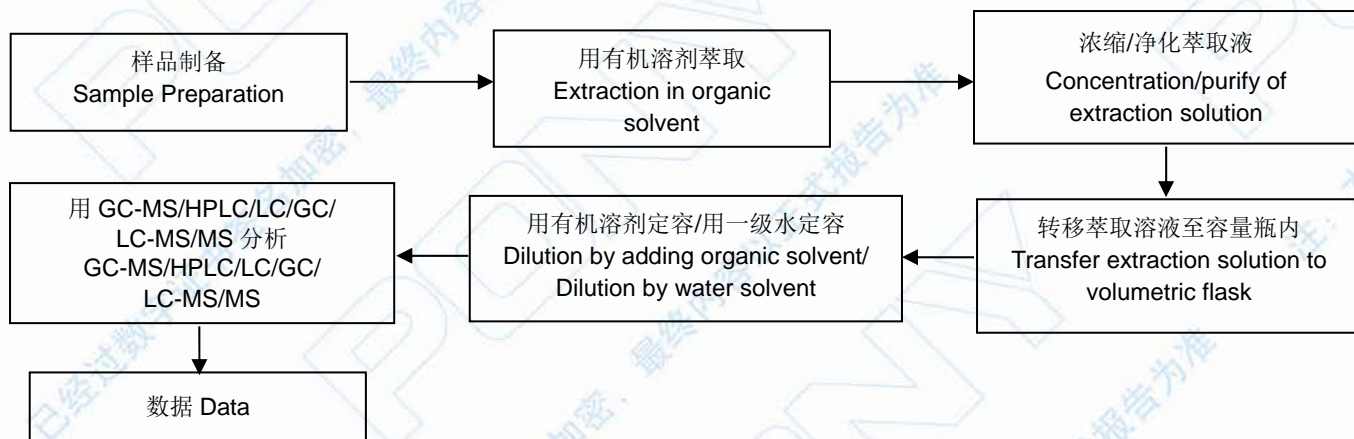 样品制备
Sample Preparation
用有机溶剂萃取
Extraction in organic
solvent
浓缩/净化萃取液
Concentration/purify of
extraction solution
转移萃取溶液至容量瓶内
Transfer extraction solution to
volumetric flask
用有机溶剂定容/用一级水定容
Dilution by adding organic solvent/
Dilution by water solvent
用 GC-MS/HPLC/LC/GC/
LC-MS/MS 分析
GC-MS/HPLC/LC/GC/
LC-MS/MS
数据 Data
PONY